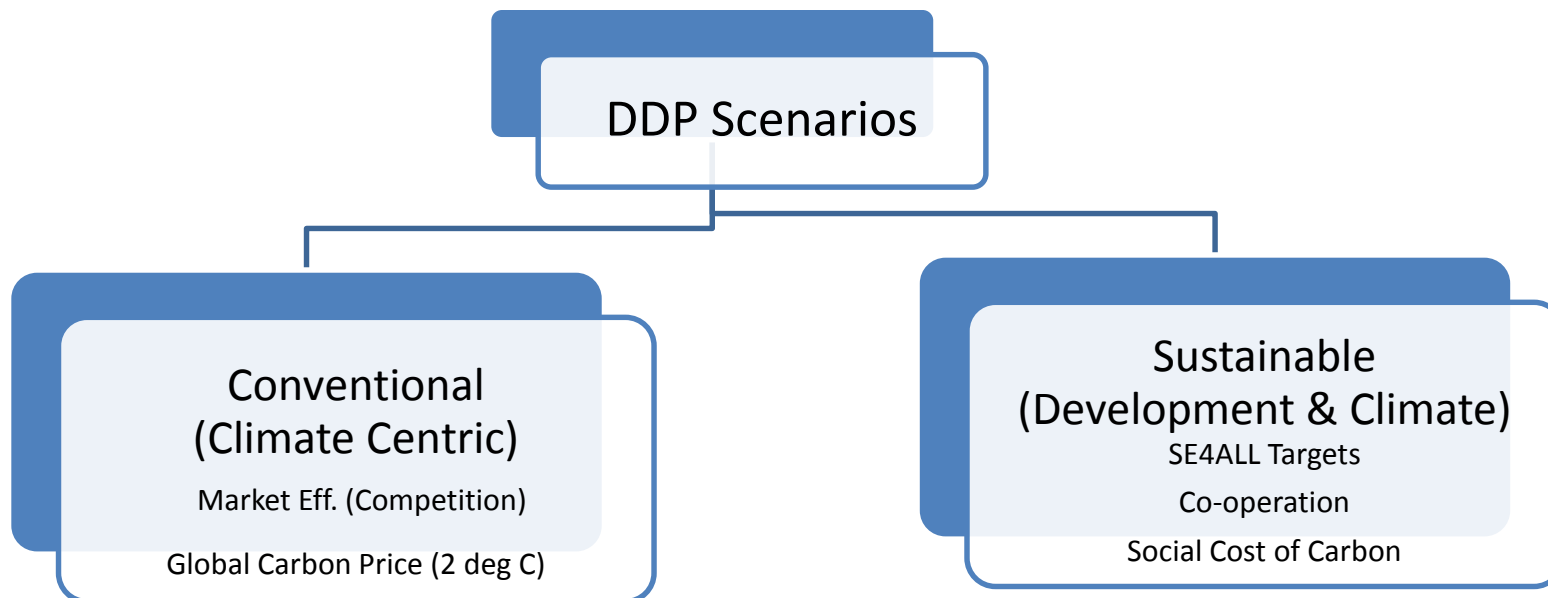 DDP Scenarios
Conventional
(Climate Centric)
Market Eff. (Competition)
Global Carbon Price (2 deg C)
Sustainable
(Development & Climate)
SE4ALL Targets
Co-operation
Social Cost of Carbon